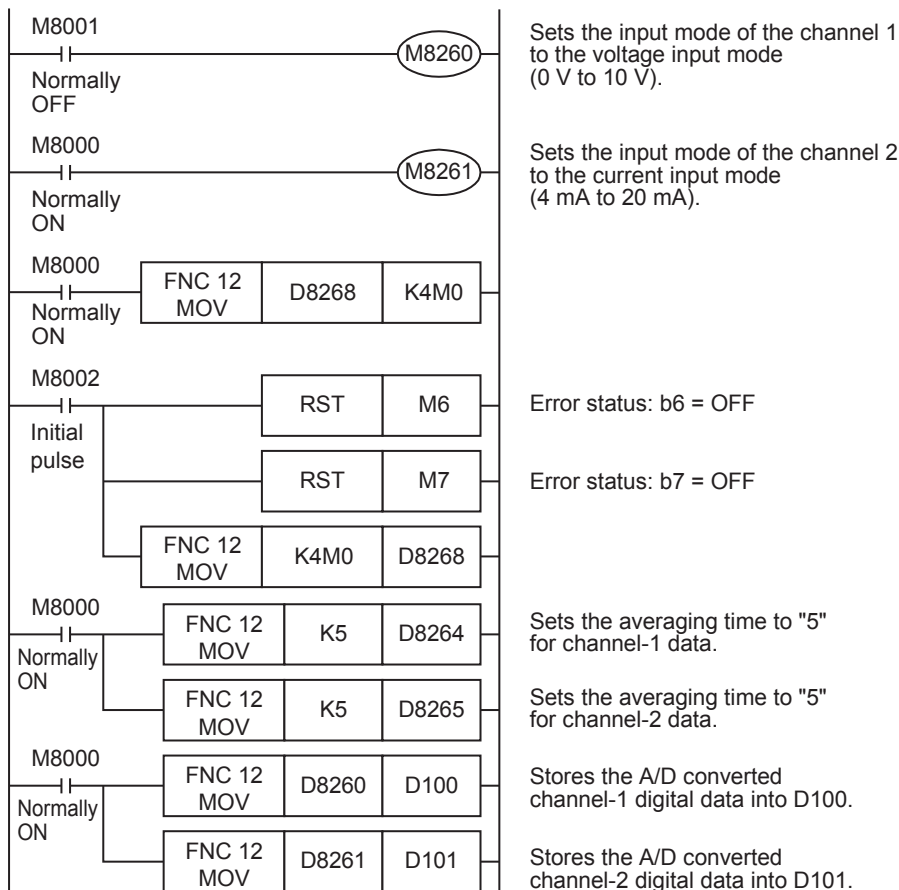 M8001
M8260
Normally
OFF
Sets the input mode of the channel 1
to the voltage input mode
(0 V to 10 V).
M8000
M8261
Normally
ON
Sets the input mode of the channel 2
to the current input mode
(4 mA to 20 mA).
M8000
FNC 12
MOV
D8268
K4M0
Normally
ON
M8002
RST
M6
Error status: b6 = OFF
Initial
pulse
RST
M7
Error status: b7 = OFF
FNC 12
MOV
K4M0
D8268
M8000
FNC 12
MOV
K5
D8264
Sets the averaging time to "5"
for channel-1 data.
Normally
ON
FNC 12
MOV
K5
D8265
Sets the averaging time to "5"
for channel-2 data.
M8000
FNC 12
MOV
D8260
D100
Stores the A/D converted
channel-1 digital data into D100.
Normally
ON
FNC 12
MOV
D8261
D101
Stores the A/D converted
channel-2 digital data into D101.